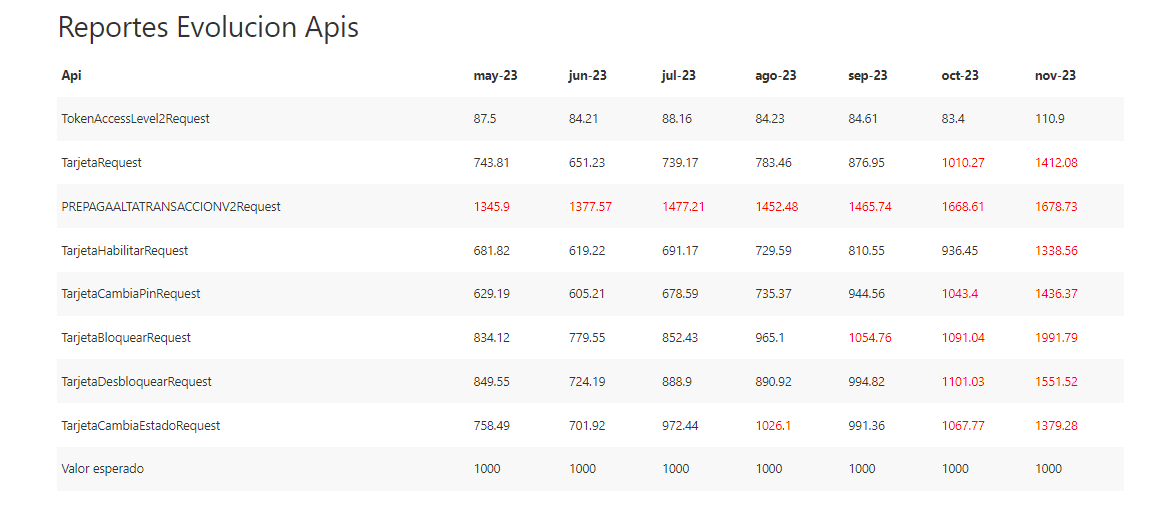 Reportes Evolucion Apis
Api may-23 jun-23 jul-23 ago-23 sep-23 oct-23 nov-23
TokenAccessLevel2Request 87.5 84.21 88.16 84.23 84.61 83.4 110.9
TarjetaRequest 743.81 651.23 739.17 783.46 876.95 1010.27 1412.08
PREPAGAALTATRANSACCIONV2Request 1345.9 1377.57 1477.21 1452.48 1465.74 1668.61 1678.73
TarjetaHabilitarRequest 681.82 619.22 691.17 729.59 810.55 936.45 1338.56
TarjetaCambiaPinRequest 629.19 605.21 678.59 735.37 944.56 1043.4 1436.37
TarjetaBloquearRequest 834.12 779.55 852.43 965.1 1054.76 1091.04 1991.79
TarjetaDesbloquearRequest 849.55 724.19 888.9 890.92 994.82 1101.03 1551.52
TarjetaCambiaEstadoRequest 758.49 701.92 972.44 1026.1 991.36 1067.77 1379.28
Valor esperado 1000 1000 1000 1000 1000 1000 1000